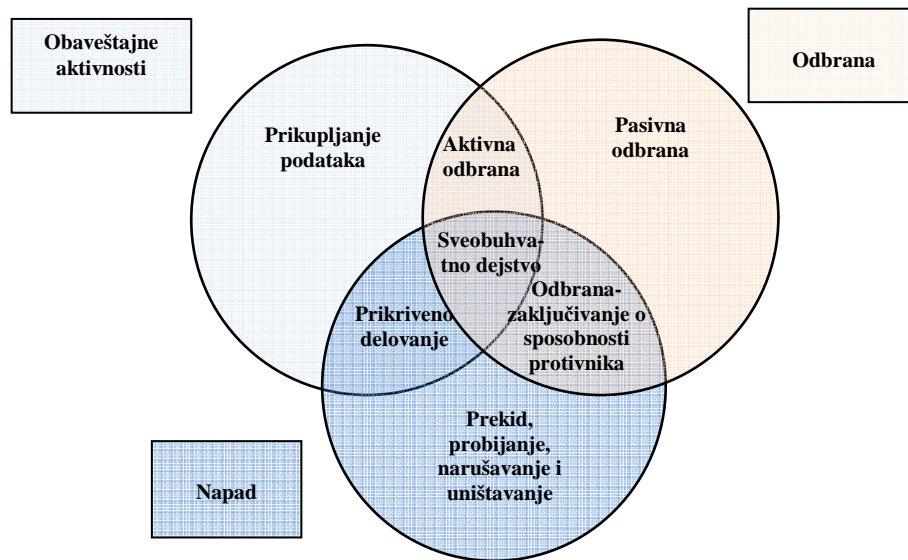 Obaveštajne
aktivnosti
Odbrana
Prikupljanje
podataka
Aktivna
odbrana
Pasivna
odbrana
Sveobuhva-
tno dejstvo
Prikriveno
delovanje
Odbrana-
zaključivanje o
sposobnosti
protivnika
Prekid,
probijanje,
narušavanje i
uništavanje
Napad